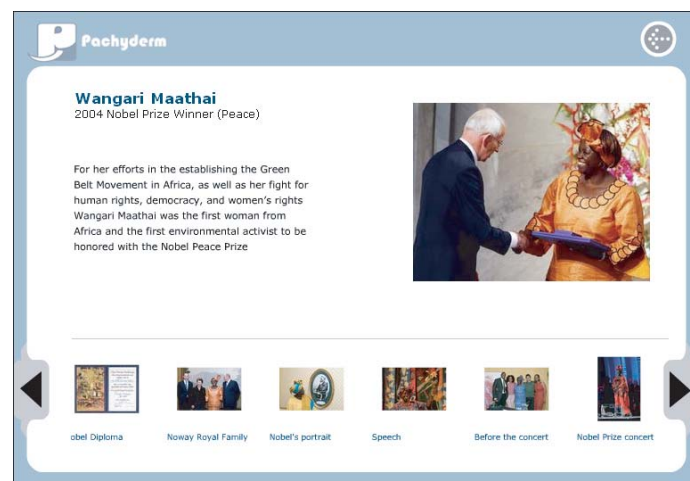 Pachyderm
Wangari Maathai
2004 Nobel Prize Winner (Peace)
For her efforts in the establishing the Green
Belt Movement in Africa, as well as her fight for
human rights, democracy, and women's rights
Wangari Maathai was the first woman from
Africa and the first environmental activist to be
honored with the Nobel Peace Prize
obel Diploma
Noway Royal Family
Nobel's portrait
Speech
Before the concert
Nobel Prize concert